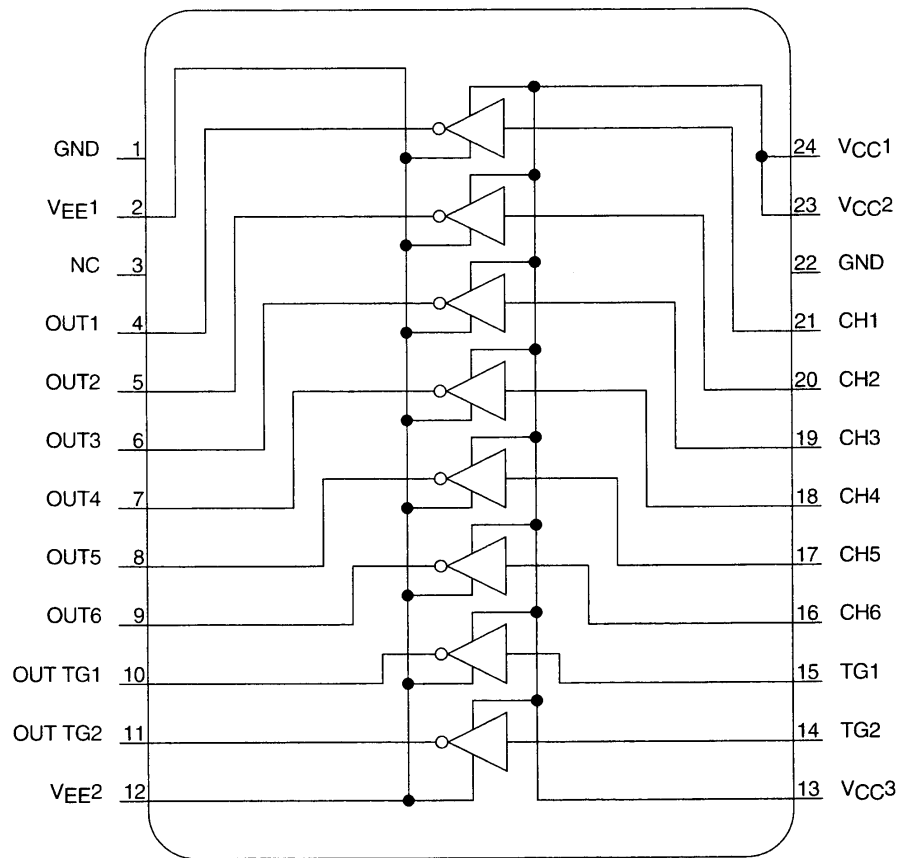 GND 1
VEE1 2
NC 3
OUT1 4
OUT2 5
OUT3 6
OUT4 7
OUT5 8
OUT6 9
OUT TG1 10
OUT TG2 11
VEE2 12
24 VCC1
23 VCC2
22 GND
21 CH1
20 CH2
19 CH3
18 CH4
17 CH5
16 CH6
15 TG1
14 TG2
13 VCC3